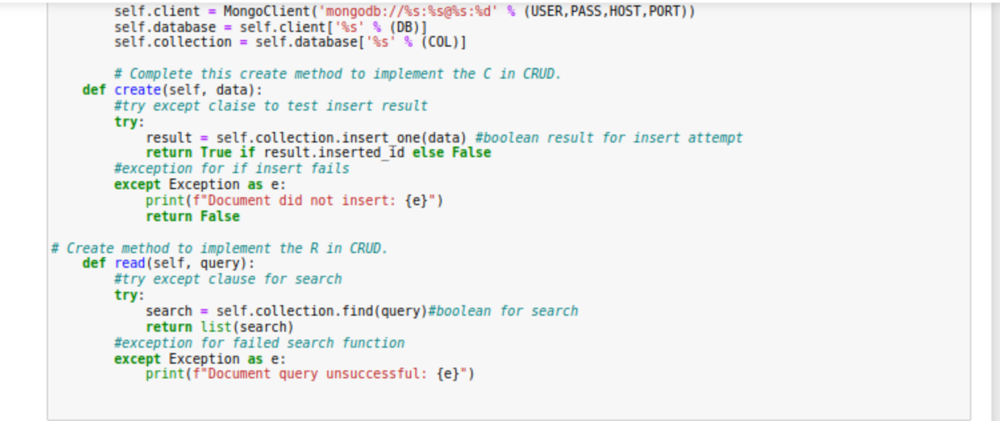 self.client = MongoClient('mongodb://%s:%s@%s:%d' % (USER,PASS,HOST,PORT))
self.database = self.client['%s' % (DB)]
self.collection = self.database['%s' % (COL)]
# Complete this create method to implement the C in CRUD.
def create(self, data):
#try except claise to test insert result
try:
result = self.collection.insert_one(data) #boolean result for insert attempt
return True if result.inserted_id else False
#exception for if insert fails
except Exception as e:
print(f"Document did not insert: {e}")
return False
# Create method to implement the R in CRUD.
def read(self, query):
#try except clause for search
try:
search = self.collection.find(query)#boolean for search
return list(search)
#exception for failed search function
except Exception as e:
print(f"Document query unsuccessful: {e}")